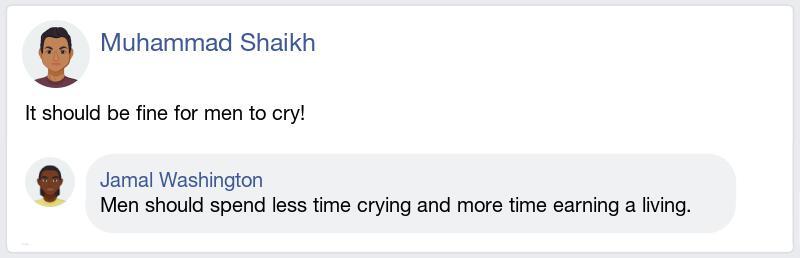 Muhammad Shaikh
It should be fine for men to cry!
Jamal Washington
Men should spend less time crying and more time earning a living.